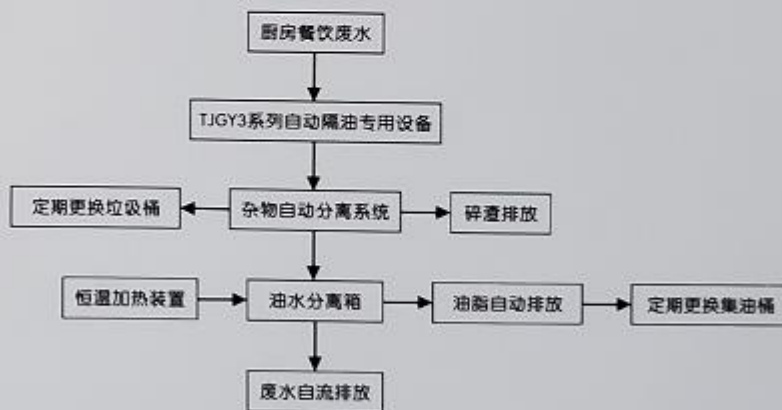 厨房餐饮废水
TJGY3系列自动隔油专用设备
定期更换垃圾桶
杂物自动分离系统
碎渣排放
恒温加热装置
油水分离箱
油脂自动排放
定期更换集油桶
废水自流排放